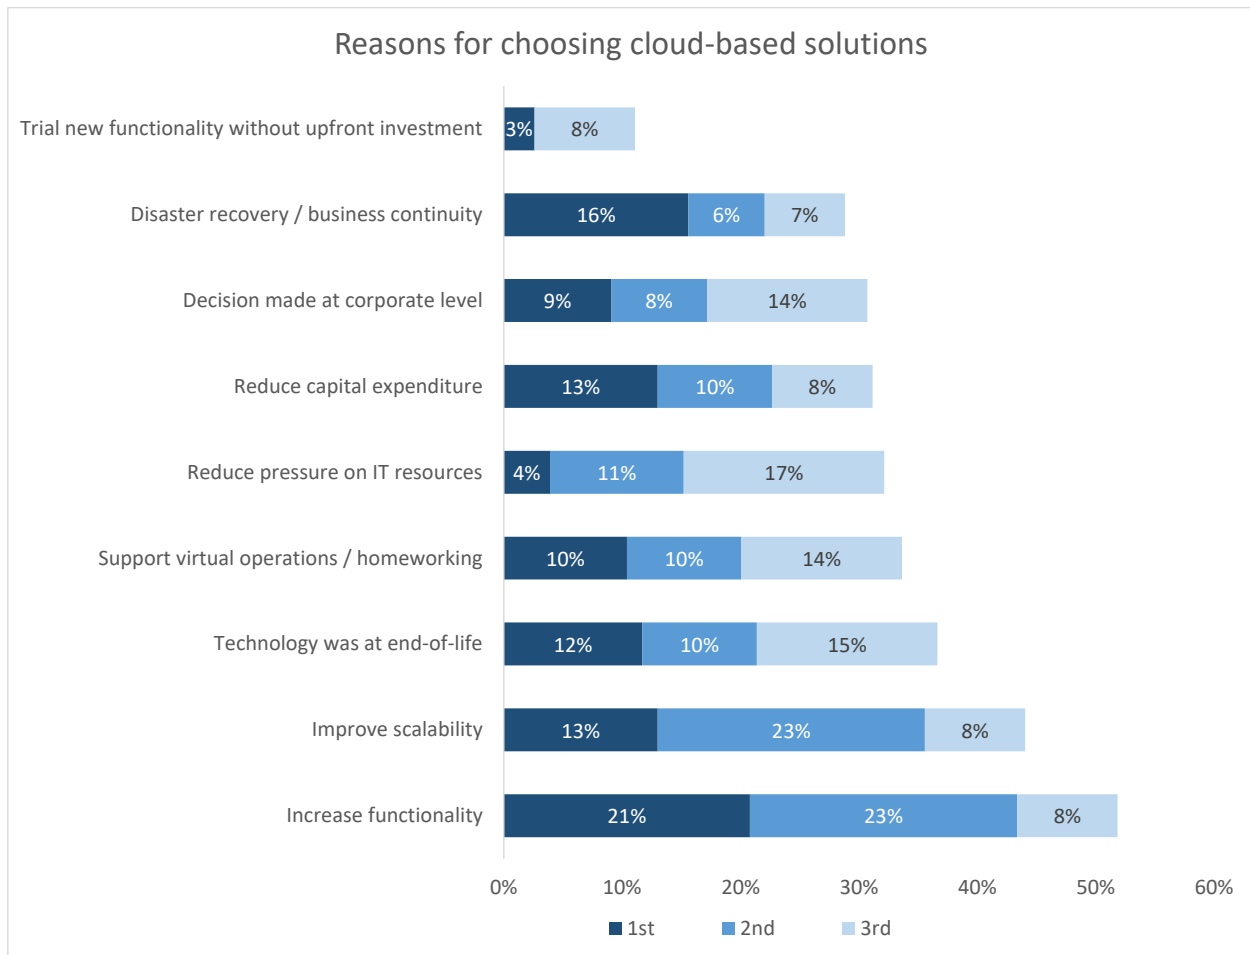 Reasons for choosing cloud-based solutions
Trial new functionality without upfront investment 3% 8%
Disaster recovery / business continuity 16% 6% 7%
Decision made at corporate level 9% 8% 14%
Reduce capital expenditure 13% 10% 8%
Reduce pressure on IT resources 4% 11% 17%
Support virtual operations / homeworking 10% 10% 14%
Technology was at end-of-life 12% 10% 15%
Improve scalability 13% 23% 8%
Increase functionality 21% 23% 8%
0% 10% 20% 30% 40% 50% 60%
1st 2nd 3rd